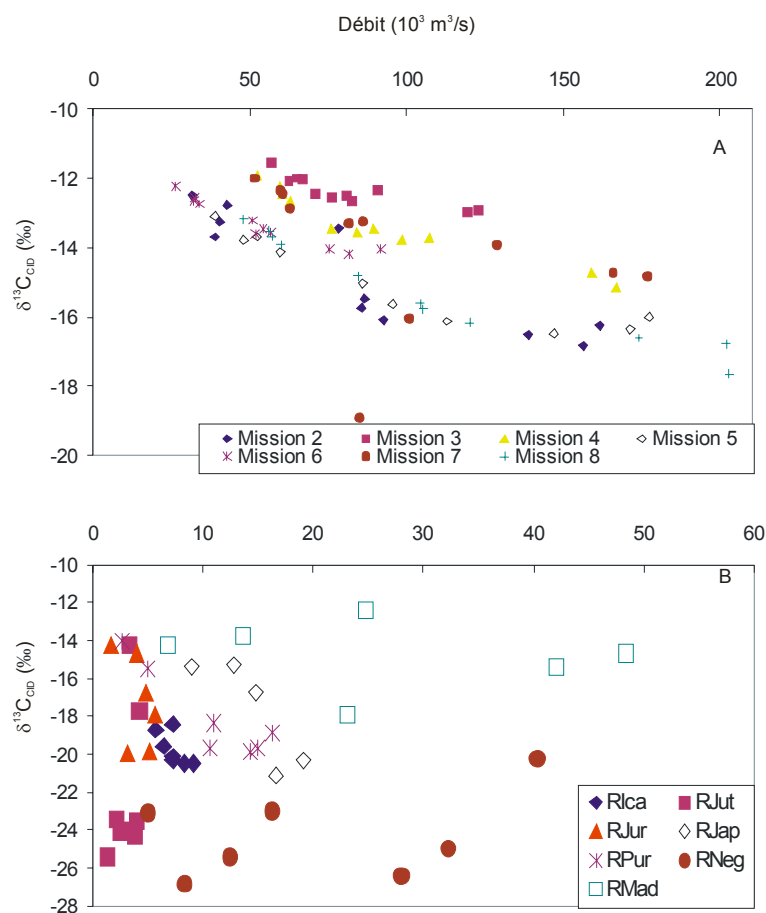 Débit (10³ m³/s)
0 50 100 150 200
-10
A
-12
-14
δ¹³C_CID (‰)
-16
-18
-20
Mission 2 Mission 3 Mission 4 Mission 5
Mission 6 Mission 7 Mission 8
0 10 20 30 40 50 60
-10
B
-12
-14
-16
δ¹³C_CID (‰)
-18
-20
-22
-24
-26
-28
RIca RJut
RJur RJap
RPur RNeg
RMad